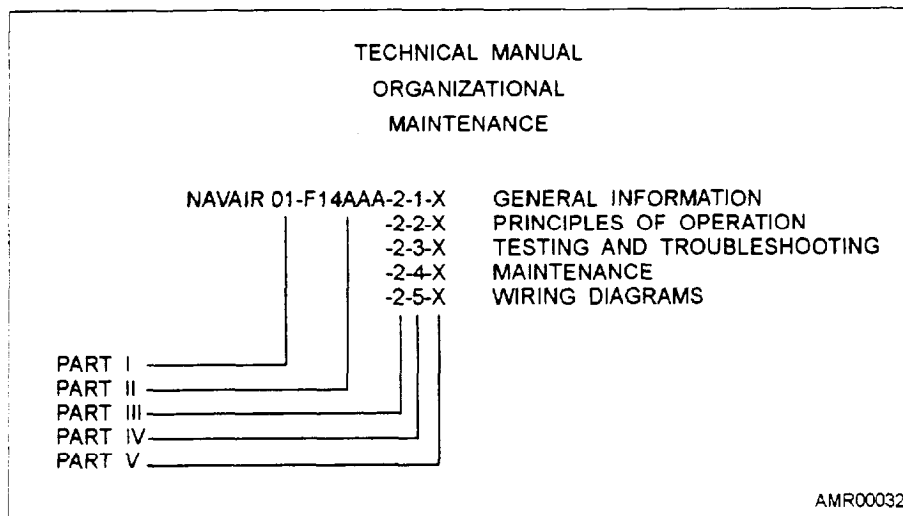 TECHNICAL MANUAL
ORGANIZATIONAL
MAINTENANCE
NAVAIR 01-F14AAA-2-1-X GENERAL INFORMATION
-2-2-X PRINCIPLES OF OPERATION
-2-3-X TESTING AND TROUBLESHOOTING
-2-4-X MAINTENANCE
-2-5-X WIRING DIAGRAMS
PART I
PART II
PART III
PART IV
PART V
AMR00032